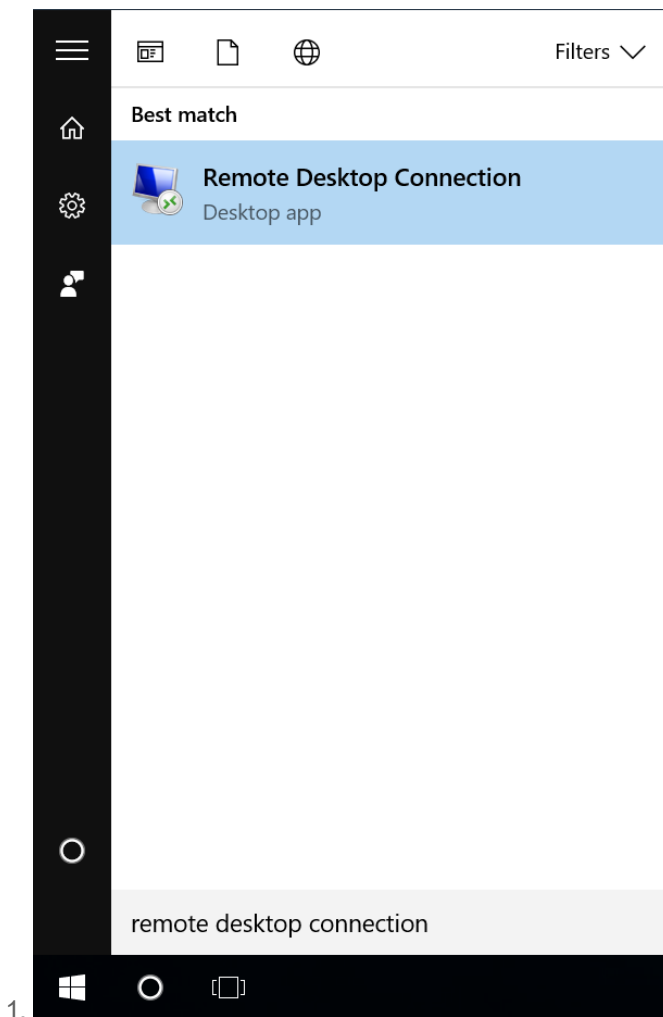 Filters
Best match
Remote Desktop Connection
Desktop app
remote desktop connection
1.